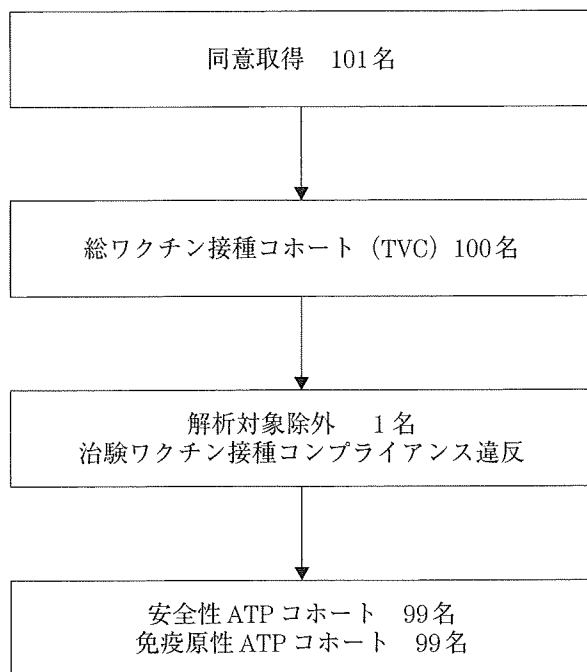 同意取得　101名
総ワクチン接種コホート（TVC）100名
解析対象除外　1名
治験ワクチン接種コンプライアンス違反
安全性ATPコホート　99名
免疫原性ATPコホート　99名